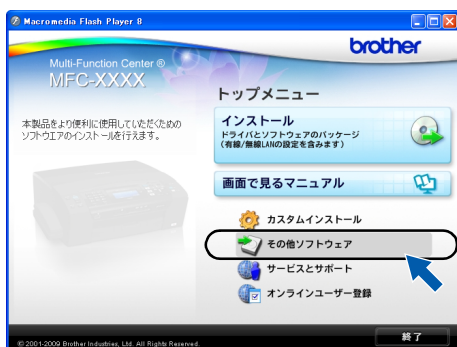 Macromedia Flash Player 8
brother
Multi-Function Center ®
MFC-XXXX
トップメニュー
本製品をより便利に使用していただくための
ソフトウェアのインストールを行えます。
インストール
ドライバとソフトウェアのパッケージ
(有線/無線LANの設定を含みます)
画面で見るマニュアル
カスタムインストール
その他ソフトウェア
サービスとサポート
オンラインユーザー登録
© 2001-2009 Brother Industries, Ltd. All Rights Reserved.
終了